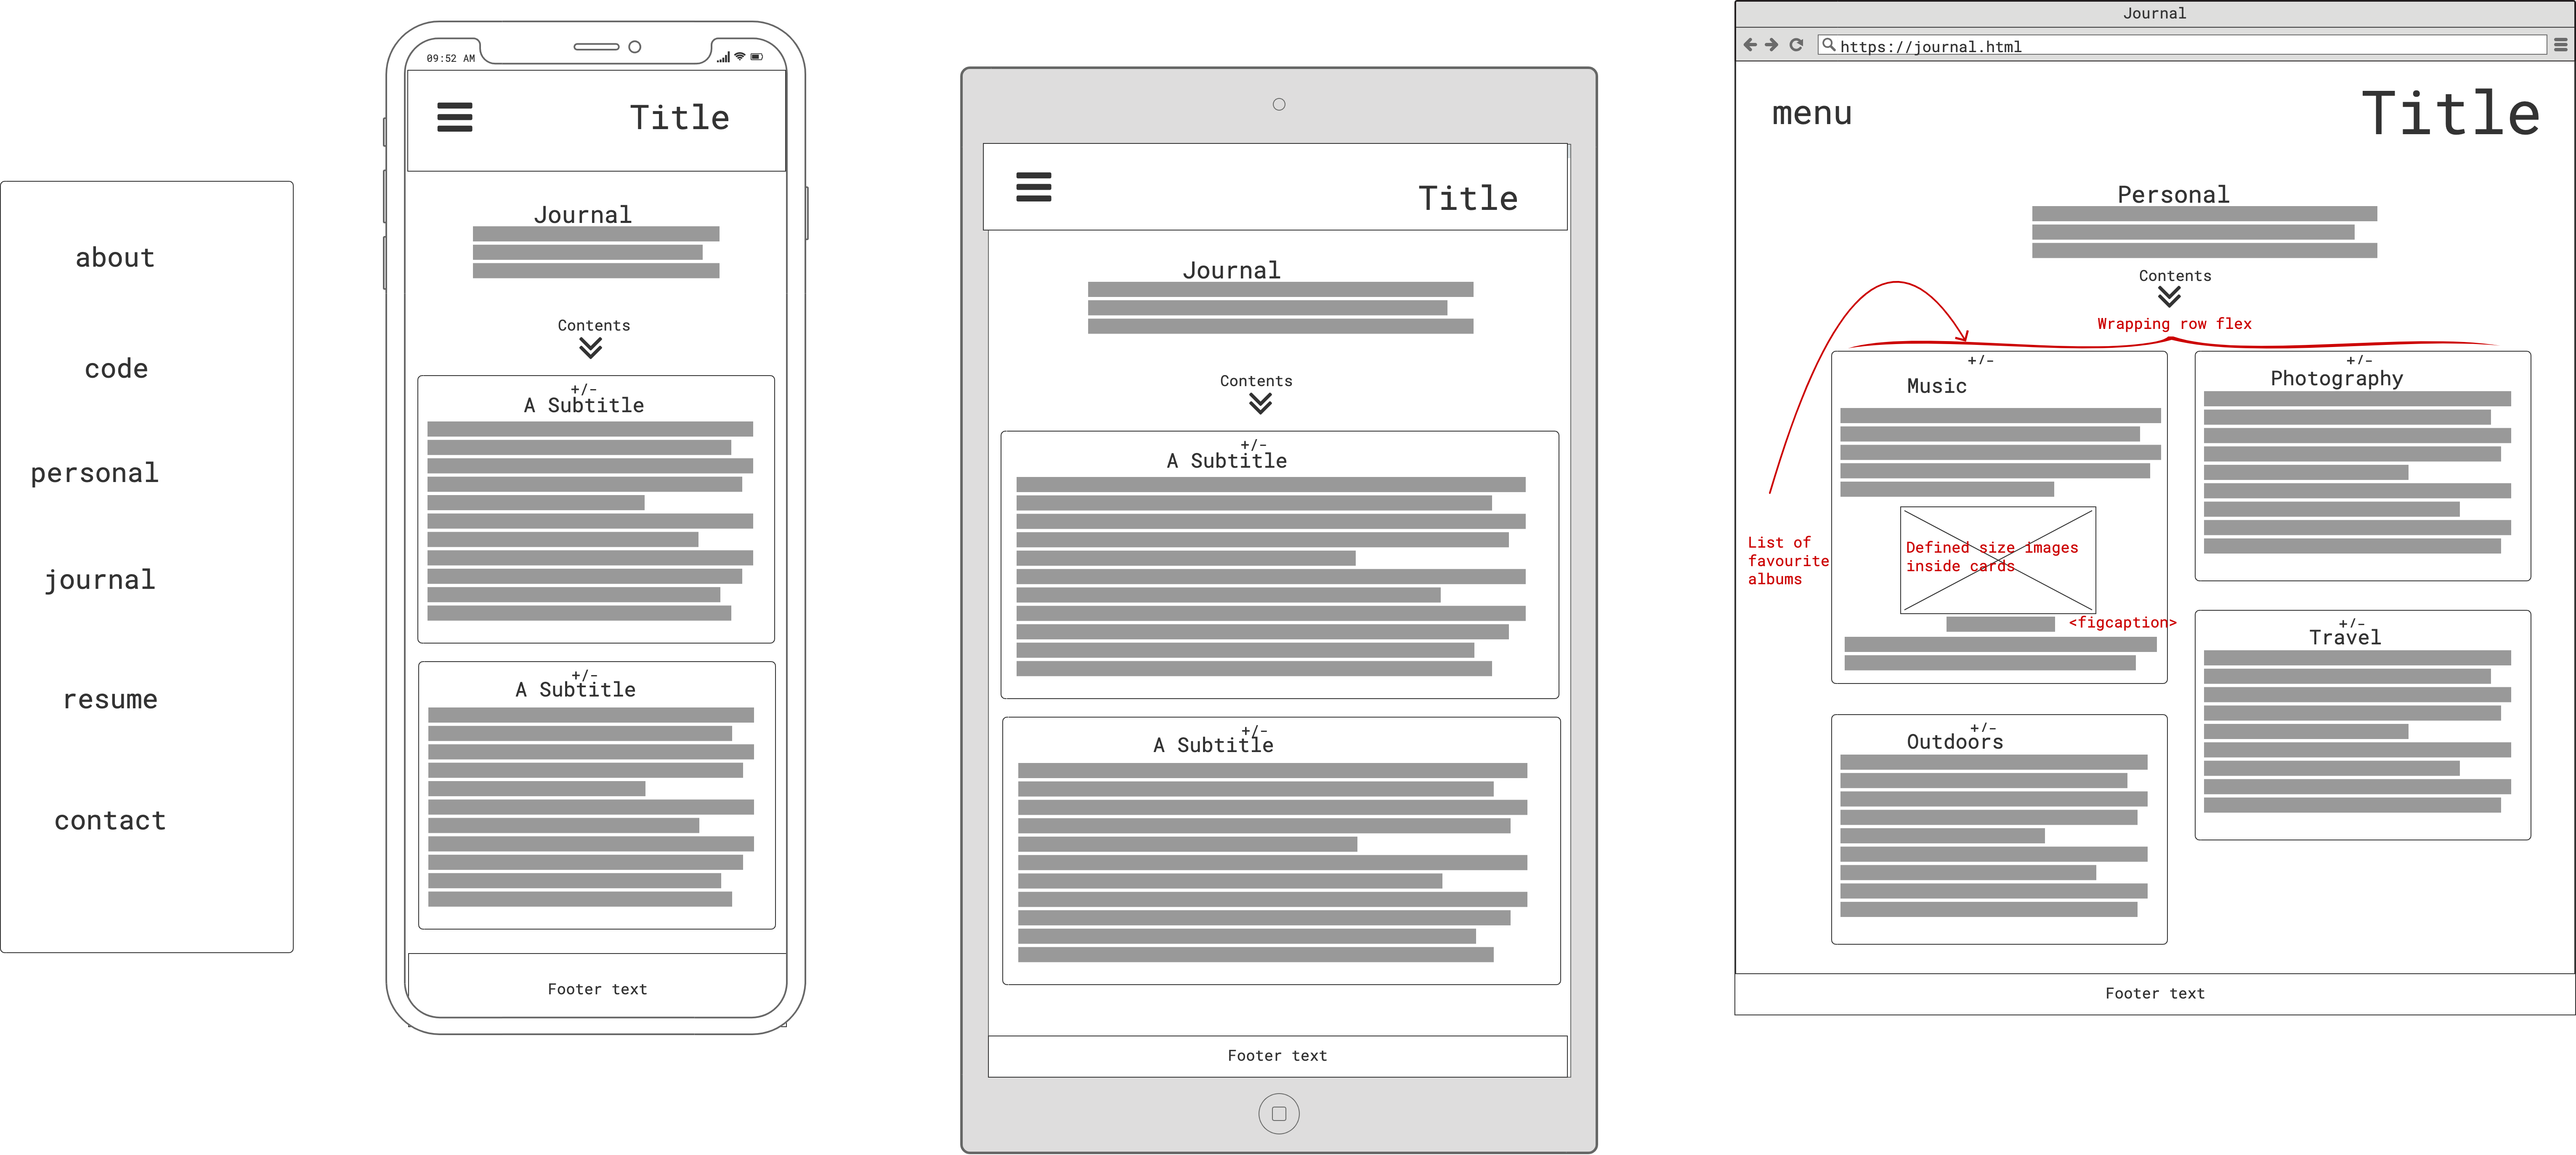 about
code
personal
journal
resume
contact
09:52 AM
Title
Journal
Contents
+/-
A Subtitle
+/-
A Subtitle
Footer text
Title
Journal
Contents
+/-
A Subtitle
+/-
A Subtitle
Footer text
Journal
https://journal.html
menu
Title
Personal
Contents
Wrapping row flex
+/-
Music
List of
favourite
albums
Defined size images
inside cards
<figcaption>
+/-
Outdoors
+/-
Photography
+/-
Travel
Footer text